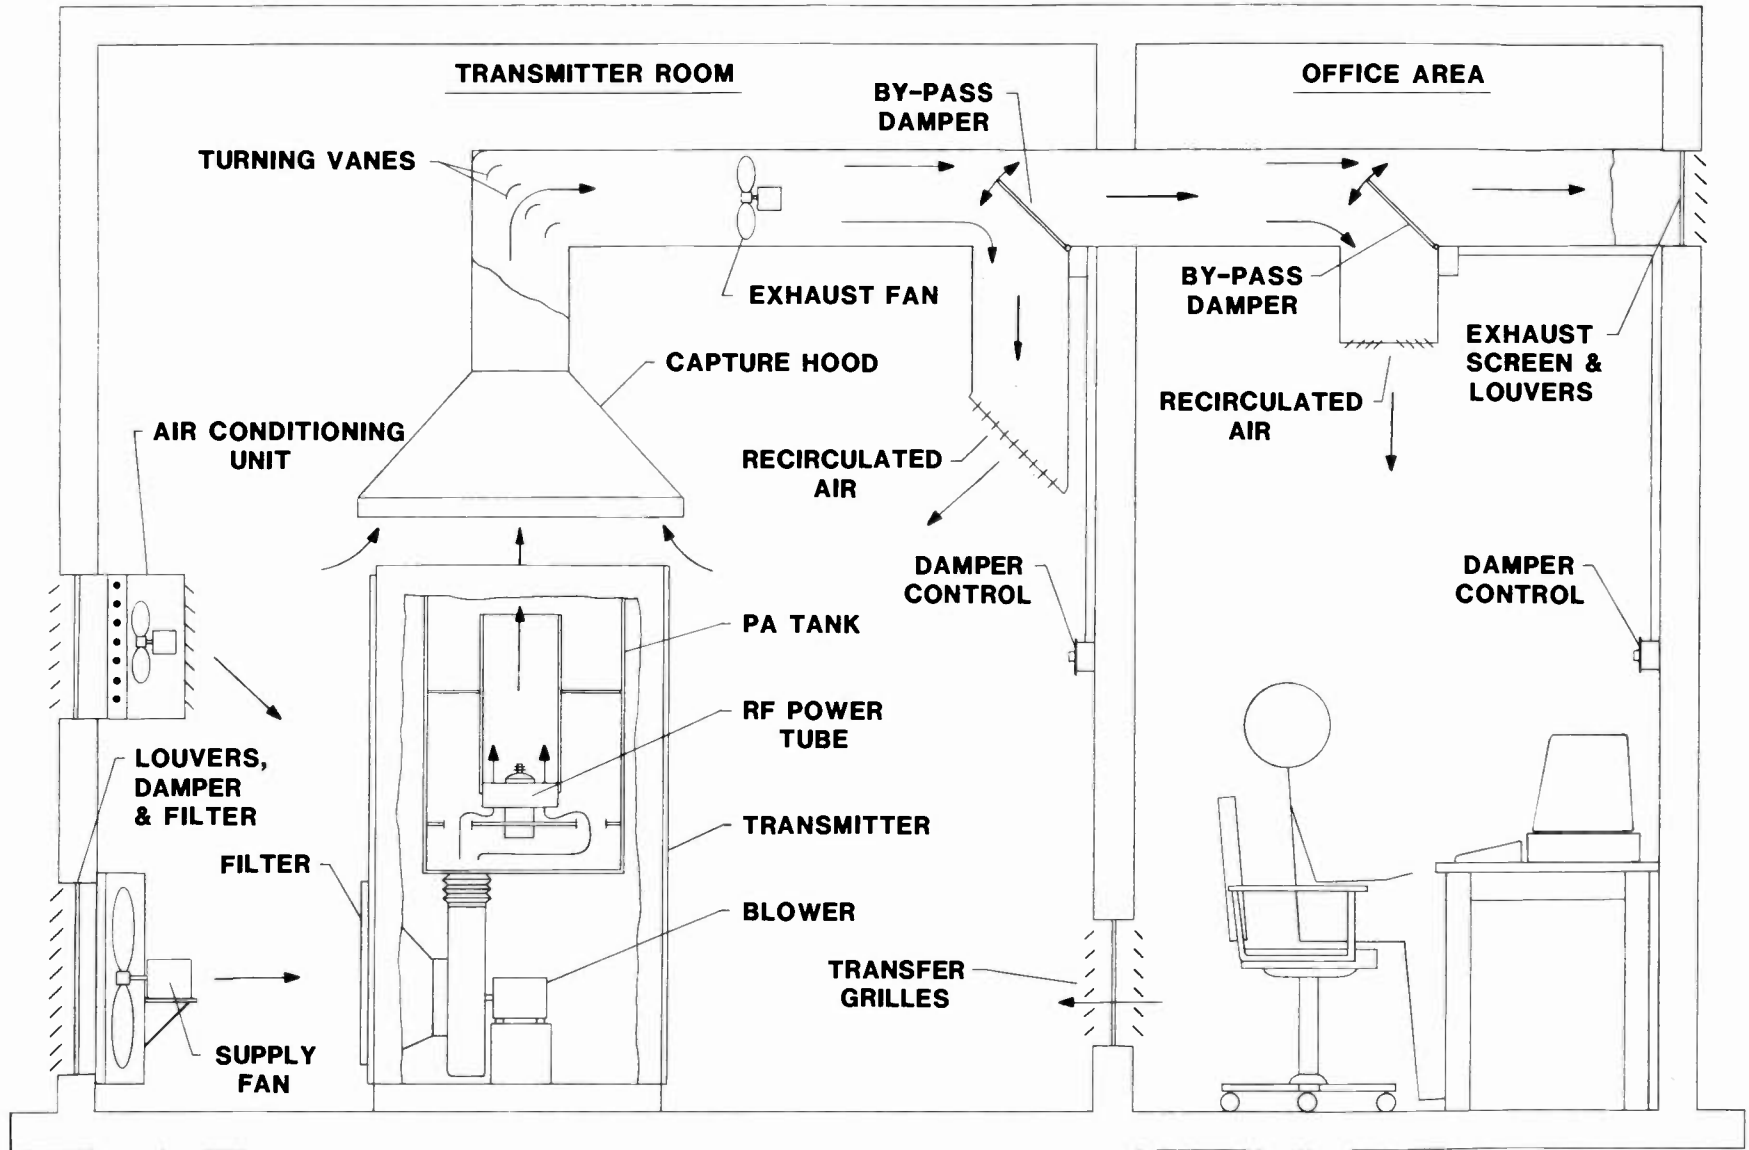 TRANSMITTER ROOM
OFFICE AREA
BY-PASS
DAMPER
TURNING VANES
EXHAUST FAN
BY-PASS
DAMPER
EXHAUST
SCREEN &
LOUVERS
CAPTURE HOOD
RECIRCULATED
AIR
AIR CONDITIONING
UNIT
RECIRCULATED
AIR
DAMPER
CONTROL
DAMPER
CONTROL
PA TANK
RF POWER
TUBE
LOUVERS,
DAMPER
& FILTER
TRANSMITTER
FILTER
BLOWER
TRANSFER
GRILLES
SUPPLY
FAN